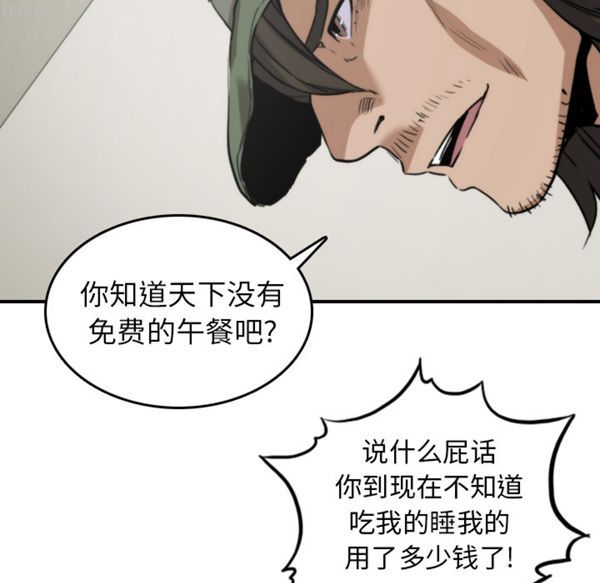 你知道天下没有
免费的午餐吧?
说什么屁话
你到现在不知道
吃我的睡我的
用了多少钱了!